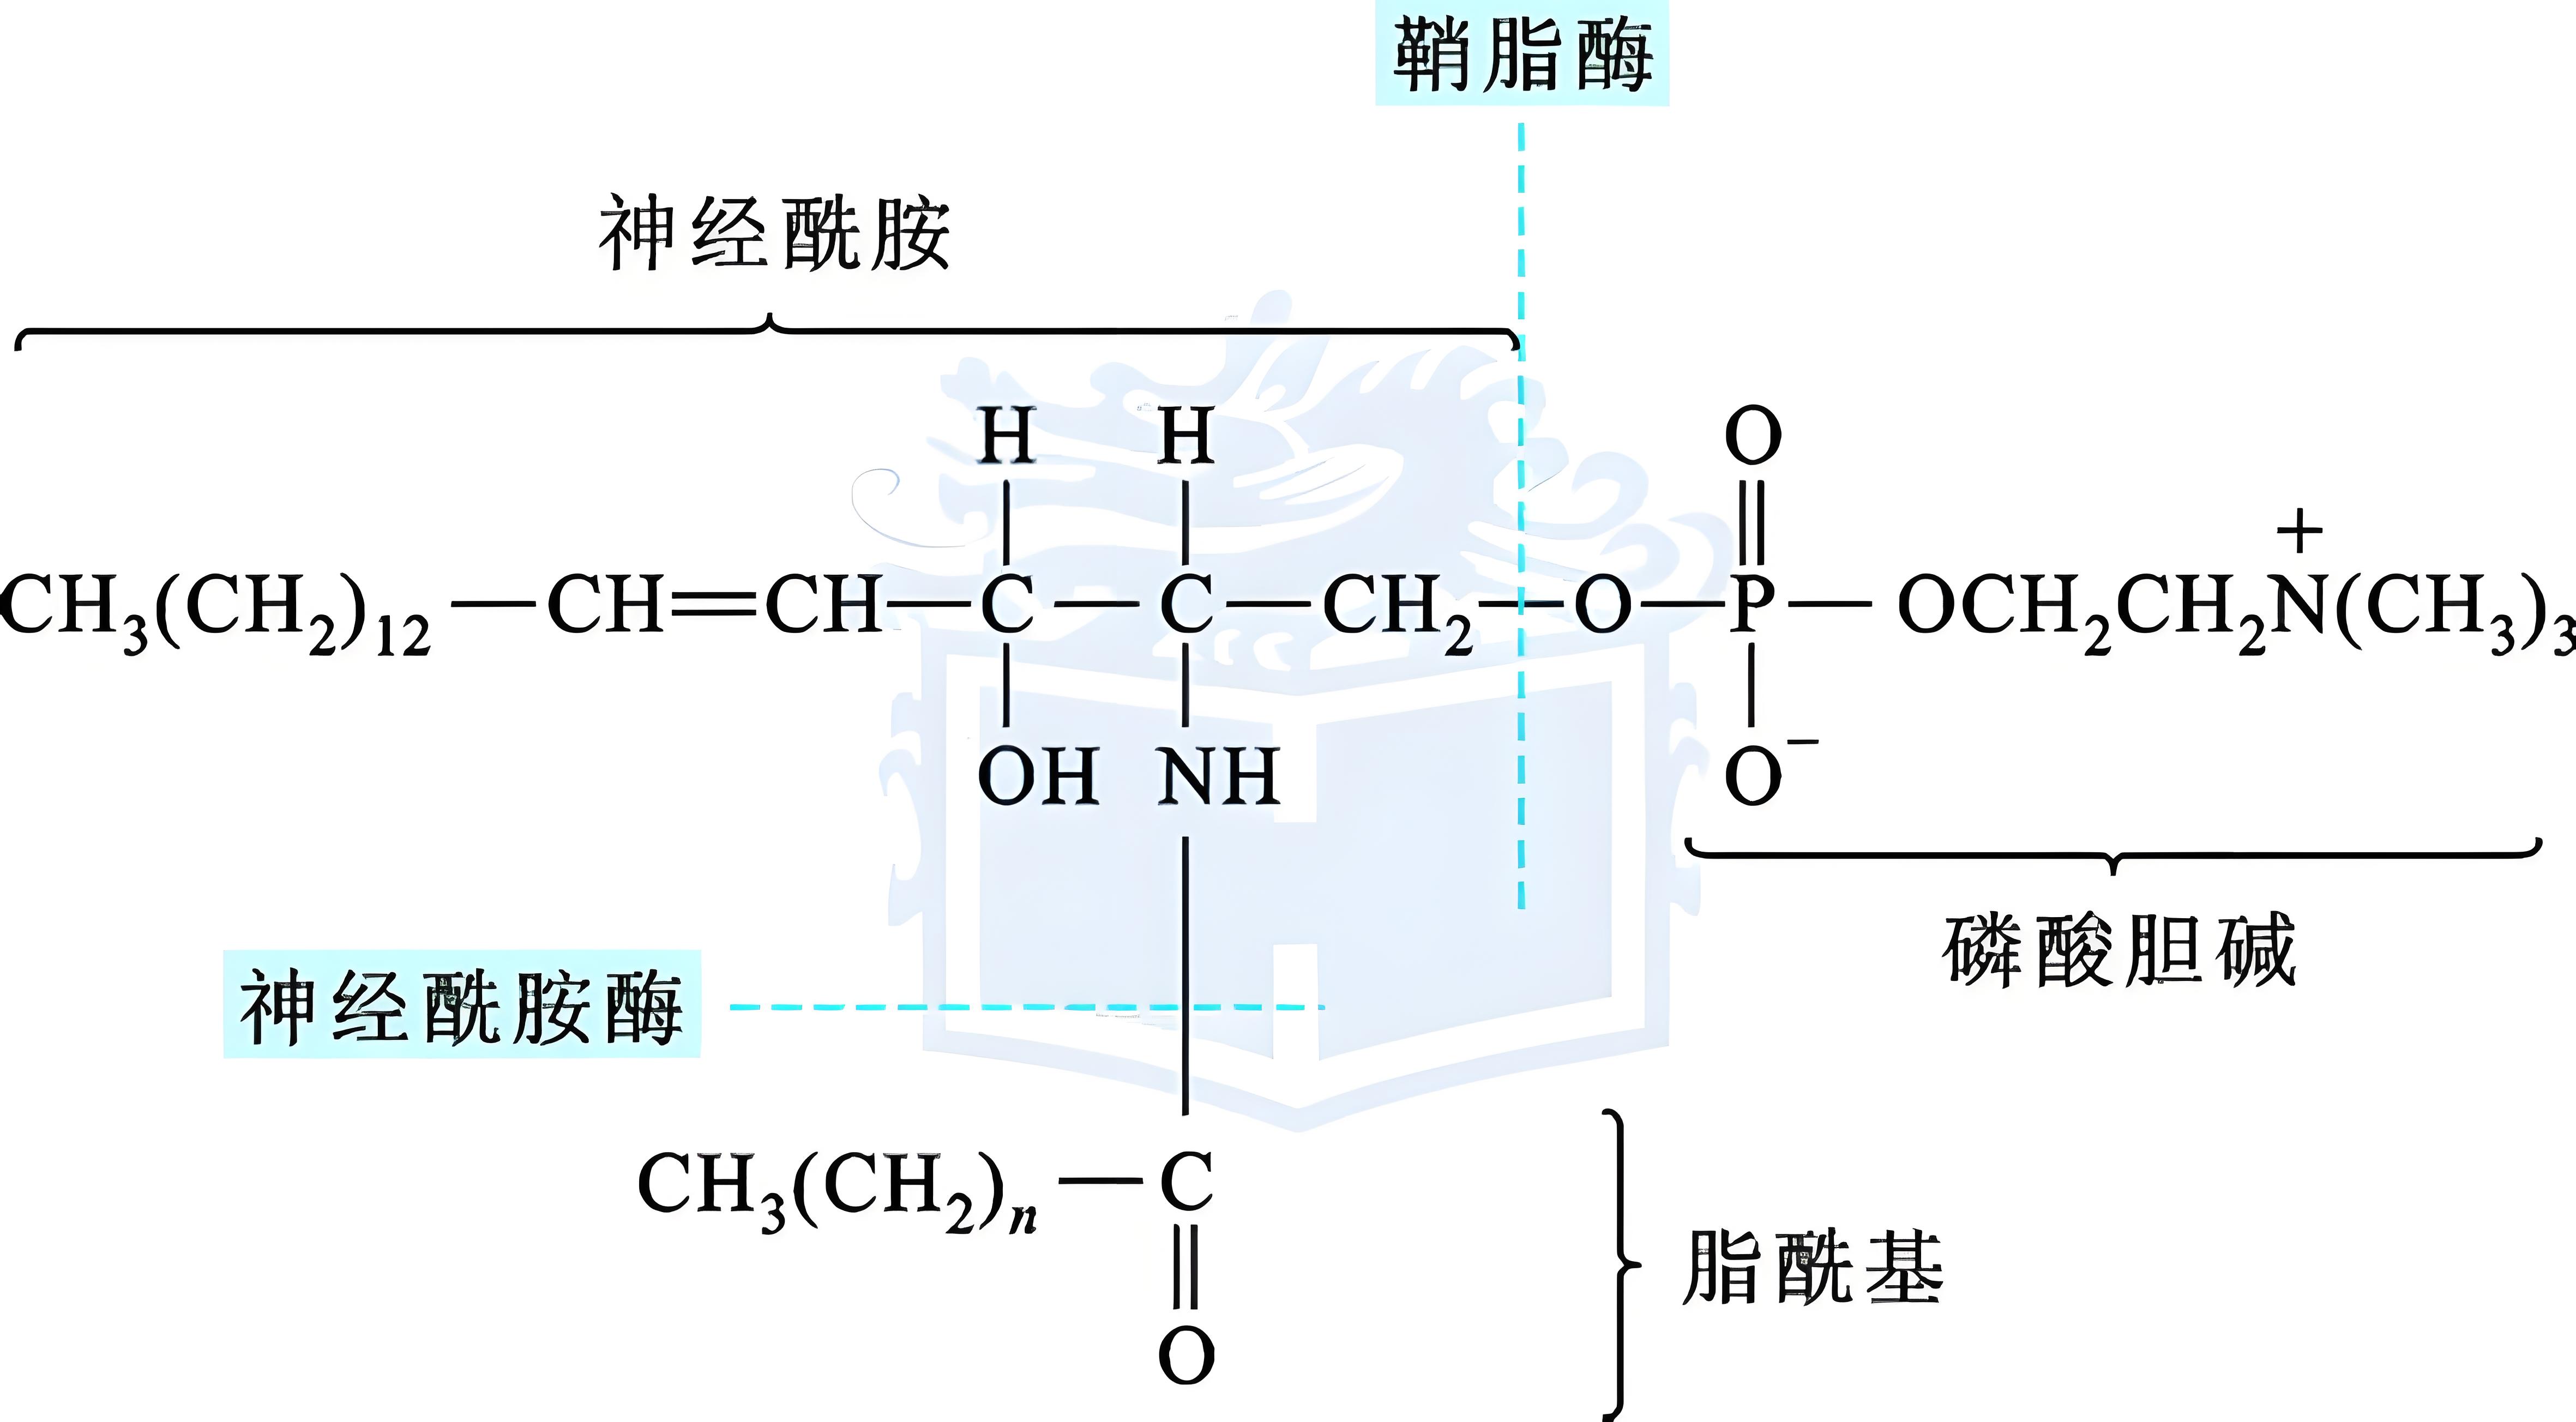 鞘脂酶
神经酰胺
H H O
CH₃(CH₂)₁₂—CH=CH—C—C—CH₂—O—P—OCH₂CH₂N⁺(CH₃)₃
OH NH O⁻
磷酸胆碱
神经酰胺酶
CH₃(CH₂)ₙ—C
O
脂酰基